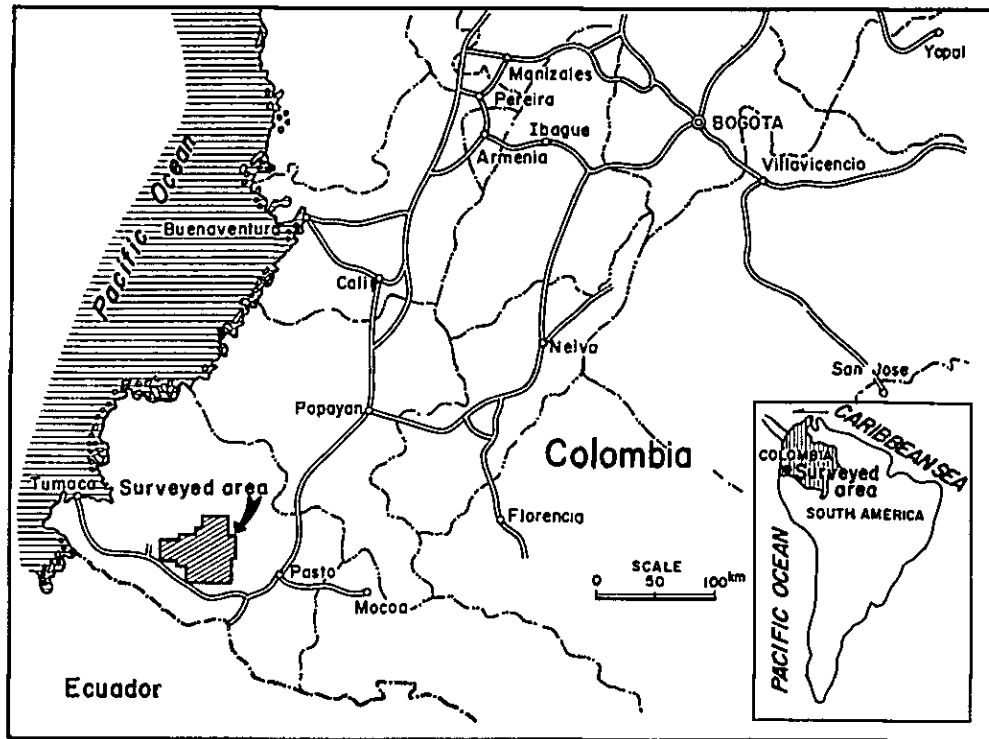 Yopal
Manizales
Pereira
BOGOTA
Ibague
Armenia
Villavicencio
Pacific Ocean
Buenaventura
Cali
Neiva
San Jose
Popayan
Colombia
CARIBBEAN SEA
COLOMBIA
Surveyed
area
SOUTH AMERICA
PACIFIC OCEAN
Tumaco
Surveyed area
Florencia
SCALE
0 50 100km
Pasto
Mocoa
Ecuador